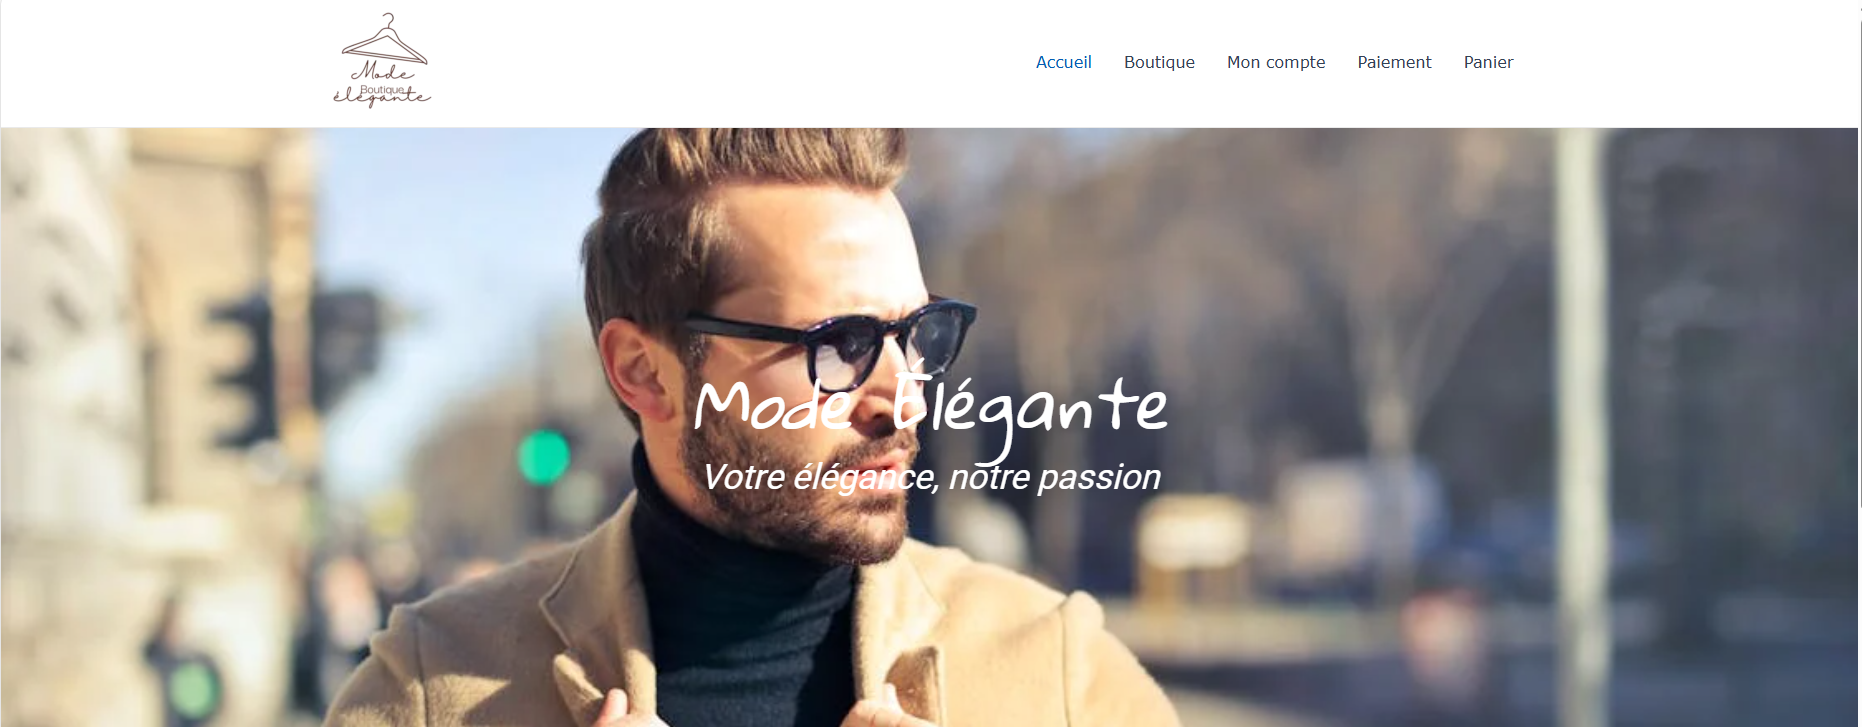 Mode
Boutique
élégante
Accueil Boutique Mon compte Paiement Panier
Mode Élégante
Votre élégance, notre passion